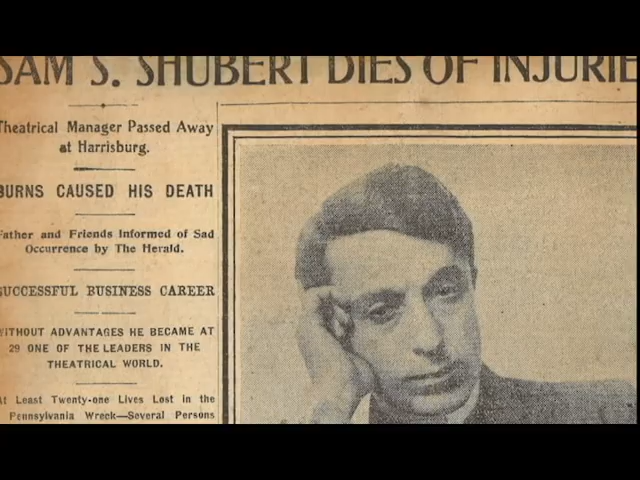 SAM S. SHUBERT DIES OF INJURIE
Theatrical Manager Passed Away
at Harrisburg.
BURNS CAUSED HIS DEATH
Father and Friends Informed of Sad
Occurrence by The Herald.
SUCCESSFUL BUSINESS CAREER
WITHOUT ADVANTAGES HE BECAME AT
29 ONE OF THE LEADERS IN THE
THEATRICAL WORLD.
At Least Twenty-one Lives Lost in the
Pennsylvania Wreck—Several Persons